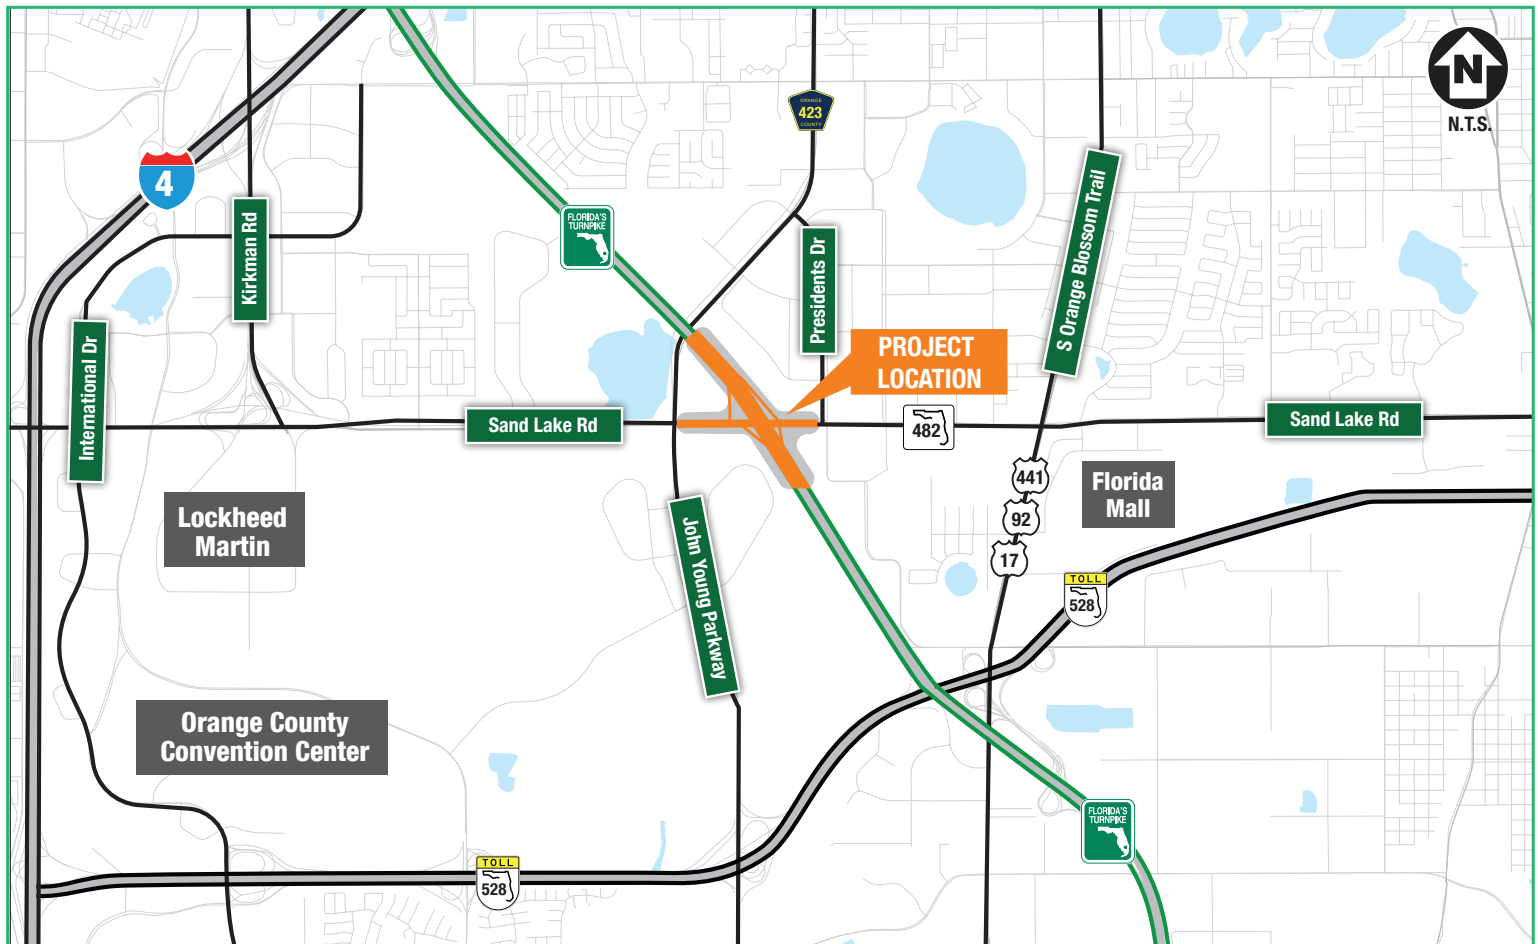 N
N.T.S.
ORANGE
423
COUNTY
4
Kirkman Rd
FLORIDA'S
TURNPIKE
Presidents Dr
S Orange Blossom Trail
International Dr
PROJECT
LOCATION
Sand Lake Rd
482
Sand Lake Rd
441
92
17
Florida
Mall
Lockheed
Martin
John Young Parkway
TOLL
528
Orange County
Convention Center
FLORIDA'S
TURNPIKE
TOLL
528